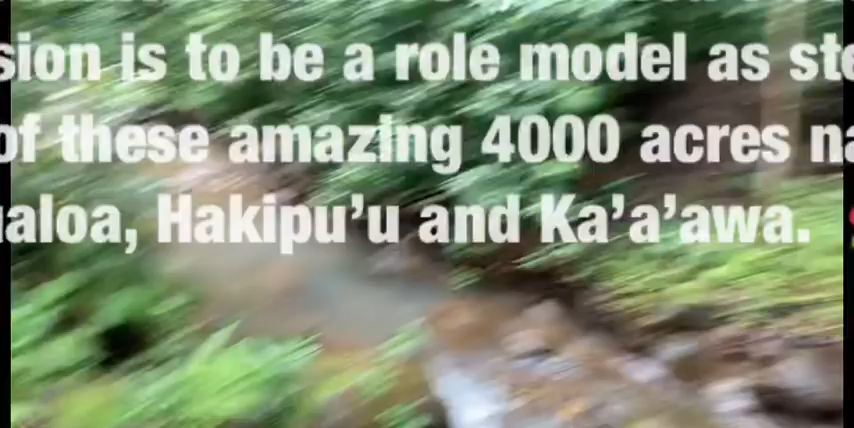 sion is to be a role model as ste
of these amazing 4000 acres na
aloa, Hakipu’u and Ka’a’awa.